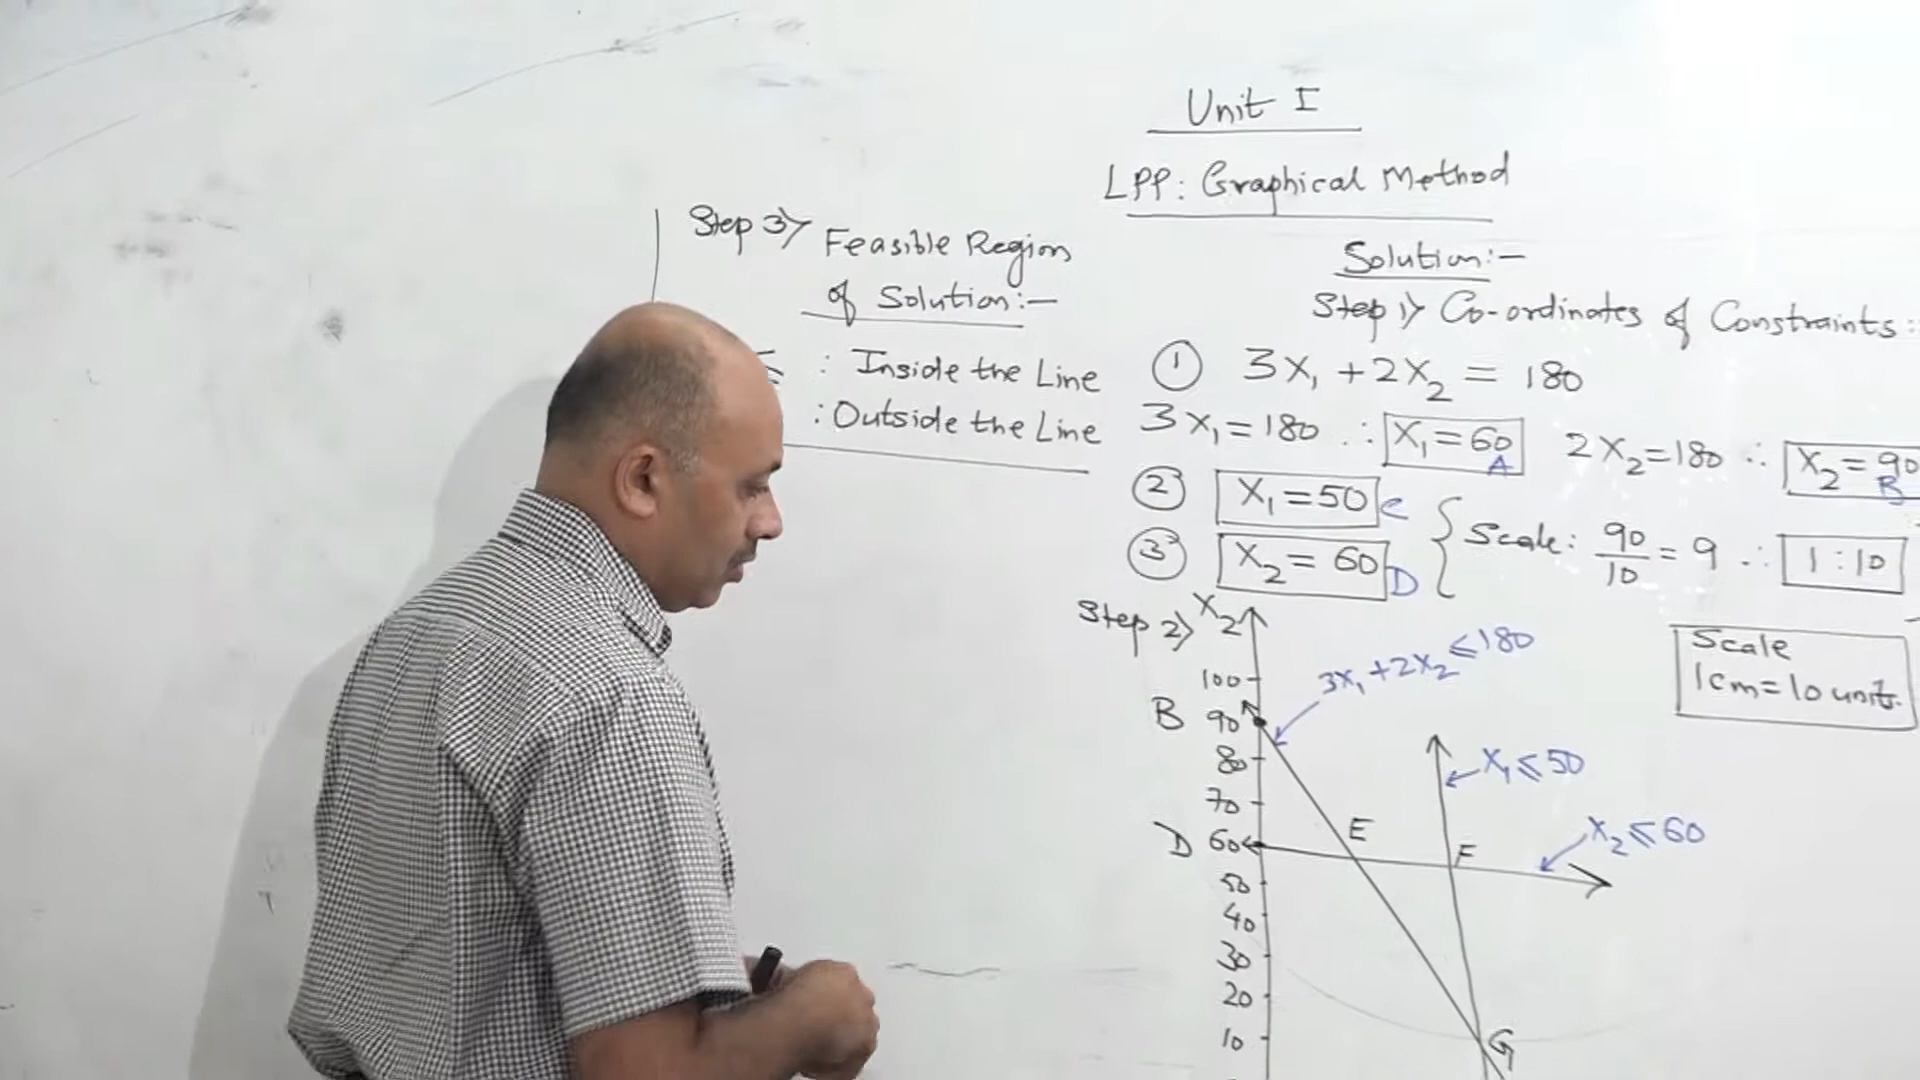 Unit I
LPP: Graphical Method
Step 3> Feasible Region
of Solution:-
≤ : Inside the Line
: Outside the Line
Solution:-
Step 1> Co-ordinates of Constraints:
① 3X₁ + 2X₂ = 180
3X₁ = 180 ∴ X₁ = 60 A 2X₂ = 180 ∴ X₂ = 90 B
② X₁ = 50 C
③ X₂ = 60 D
Scale: 90/10 = 9 ∴ 1:10
Step 2>
Scale
1cm = 10 unit.
X₂
3X₁ + 2X₂ ≤ 180
100
B 90
80
X₁ ≤ 50
70
X₂ ≤ 60
D 60
E
F
50
40
30
20
10
G